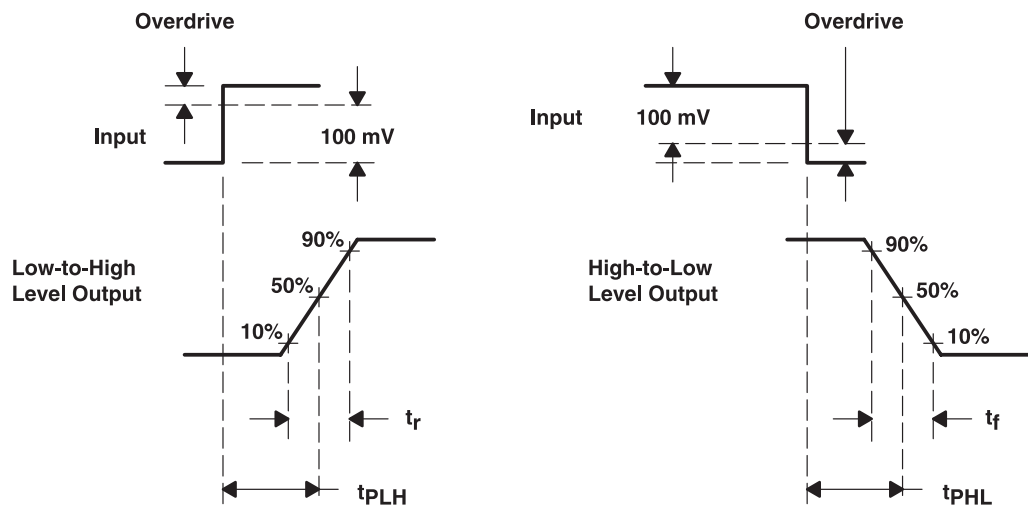 Overdrive
Input
100 mV
Low-to-High
Level Output
90%
50%
10%
tr
tPLH
Overdrive
Input
100 mV
High-to-Low
Level Output
90%
50%
10%
tf
tPHL